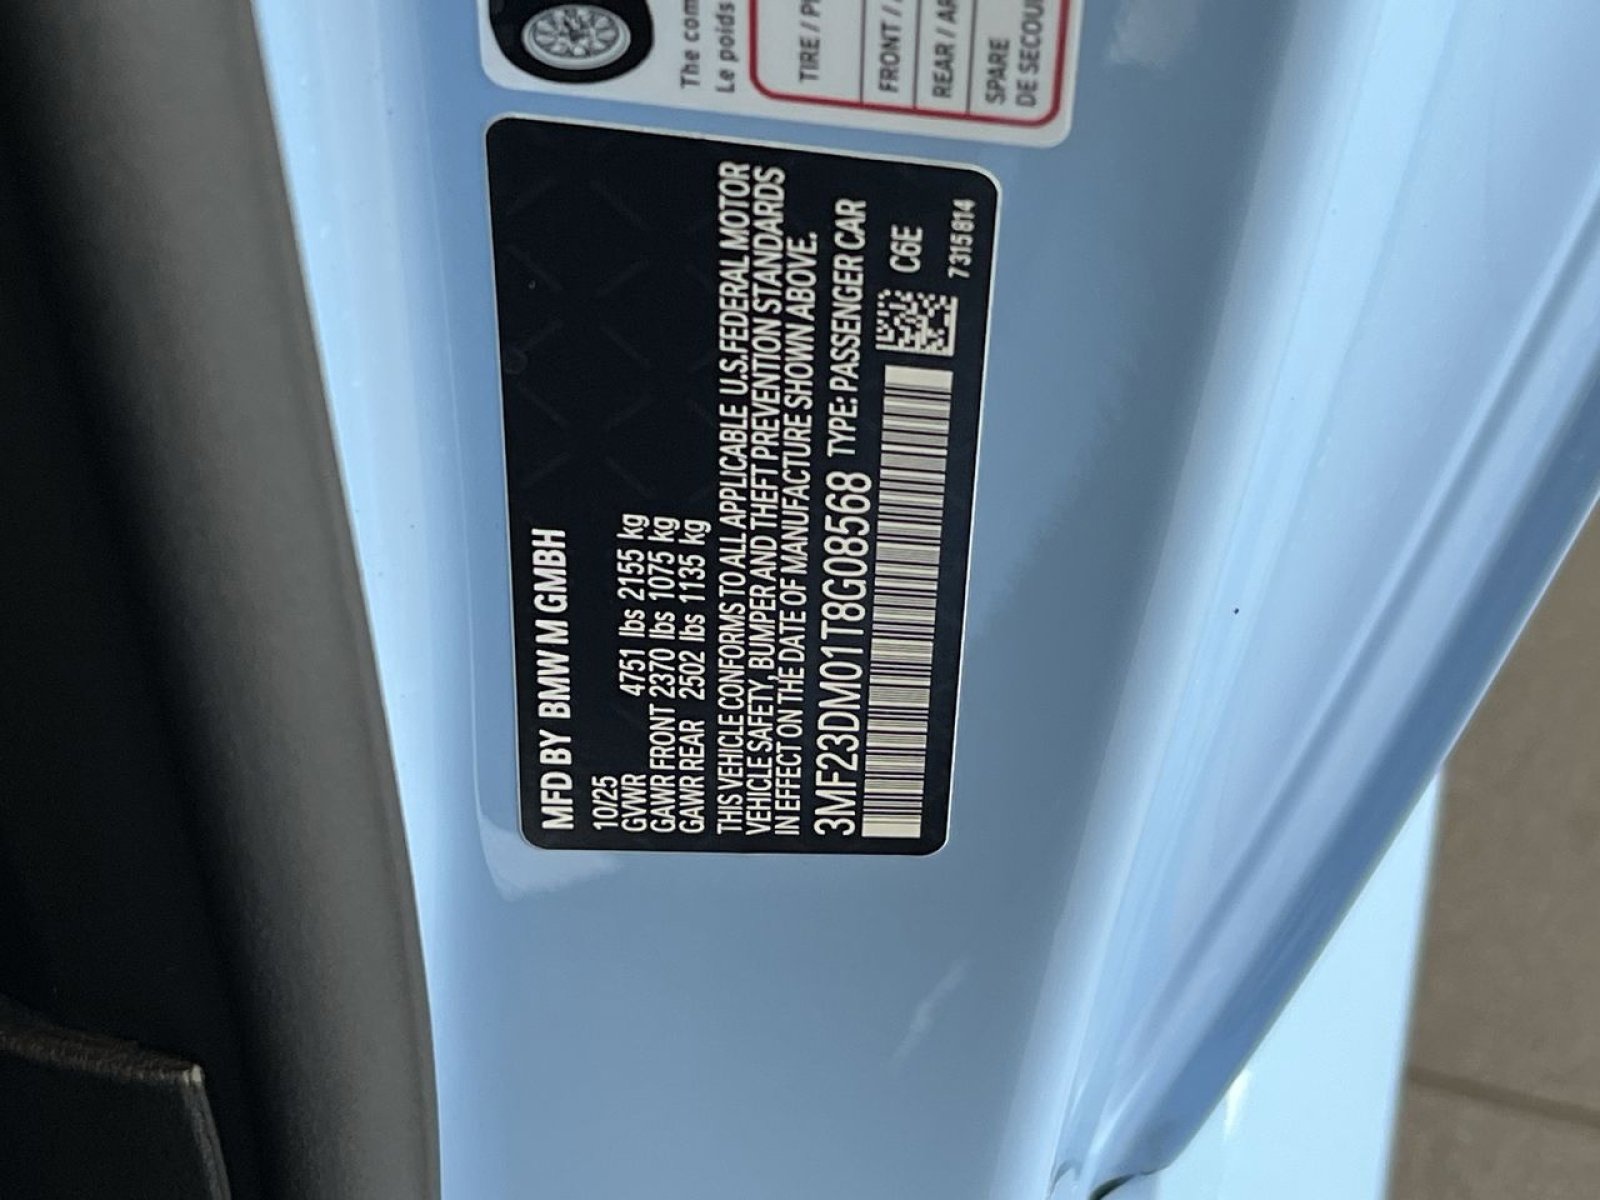 MFD BY BMW M GMBH
10/25
GVWR 4751 lbs 2155 kg
GAWR FRONT 2370 lbs 1075 kg
GAWR REAR 2502 lbs 1135 kg
THIS VEHICLE CONFORMS TO ALL APPLICABLE U.S.FEDERAL MOTOR
VEHICLE SAFETY, BUMPER AND THEFT PREVENTION STANDARDS
IN EFFECT ON THE DATE OF MANUFACTURE SHOWN ABOVE.
3MF23DM01T8G08568 TYPE: PASSENGER CAR
C6E
7315814
The com
Le poids
TIRE / P
FRONT /
REAR / AR
SPARE
DE SECOU